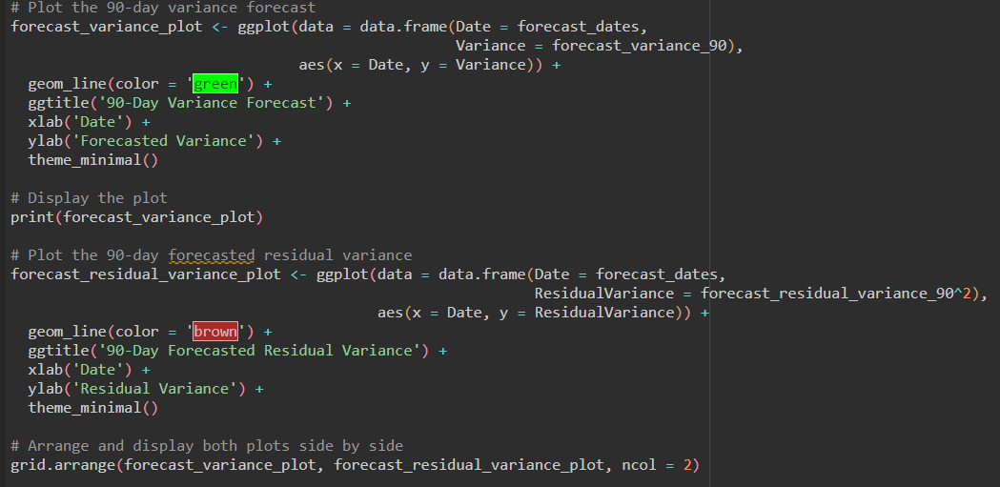 # Plot the 90-day variance forecast
forecast_variance_plot <- ggplot(data = data.frame(Date = forecast_dates,
                                                   Variance = forecast_variance_90),
                                 aes(x = Date, y = Variance)) +
  geom_line(color = 'green') +
  ggtitle('90-Day Variance Forecast') +
  xlab('Date') +
  ylab('Forecasted Variance') +
  theme_minimal()

# Display the plot
print(forecast_variance_plot)

# Plot the 90-day forecasted residual variance
forecast_residual_variance_plot <- ggplot(data = data.frame(Date = forecast_dates,
                                                            ResidualVariance = forecast_residual_variance_90^2),
                                          aes(x = Date, y = ResidualVariance)) +
  geom_line(color = 'brown') +
  ggtitle('90-Day Forecasted Residual Variance') +
  xlab('Date') +
  ylab('Residual Variance') +
  theme_minimal()

# Arrange and display both plots side by side
grid.arrange(forecast_variance_plot, forecast_residual_variance_plot, ncol = 2)